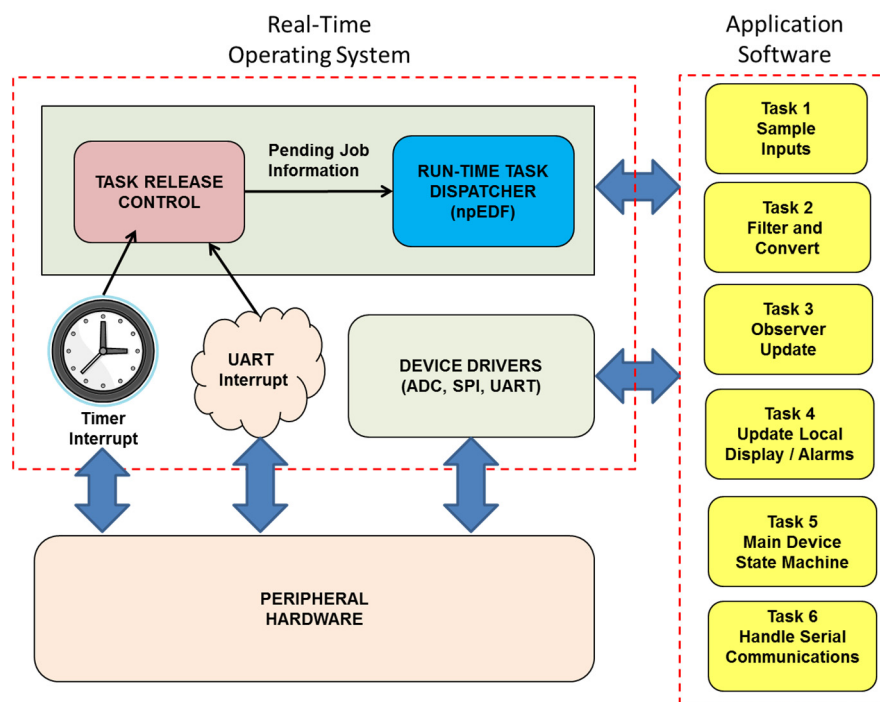 Real-Time
Operating System
Application
Software
TASK RELEASE
CONTROL
Pending Job
Information
RUN-TIME TASK
DISPATCHER
(npEDF)
Timer
Interrupt
UART
Interrupt
DEVICE DRIVERS
(ADC, SPI, UART)
PERIPHERAL
HARDWARE
Task 1
Sample
Inputs
Task 2
Filter and
Convert
Task 3
Observer
Update
Task 4
Update Local
Display / Alarms
Task 5
Main Device
State Machine
Task 6
Handle Serial
Communications